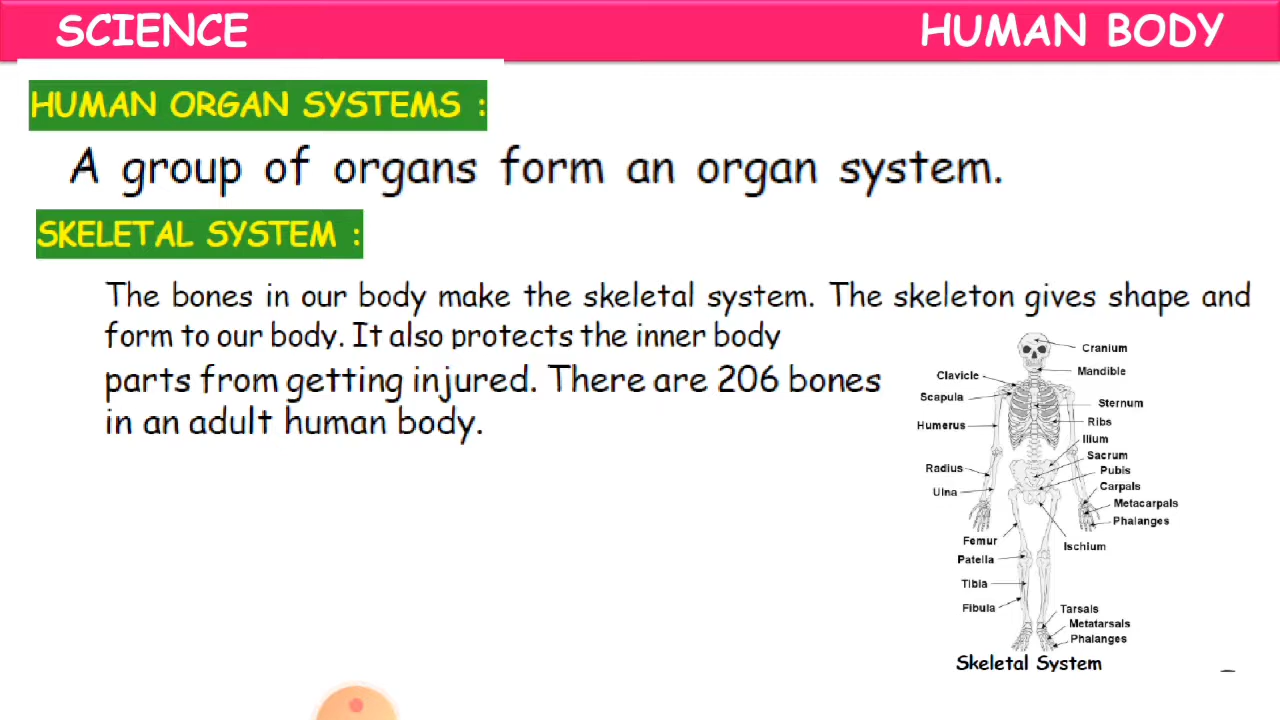 SCIENCE HUMAN BODY
HUMAN ORGAN SYSTEMS :
A group of organs form an organ system.
SKELETAL SYSTEM :
The bones in our body make the skeletal system. The skeleton gives shape and
form to our body. It also protects the inner body
parts from getting injured. There are 206 bones
in an adult human body.
Cranium
Mandible
Clavicle
Scapula
Sternum
Humerus
Ribs
Ilium
Sacrum
Radius
Pubis
Ulna
Carpals
Metacarpals
Phalanges
Femur
Ischium
Patella
Tibia
Fibula
Tarsals
Metatarsals
Phalanges
Skeletal System